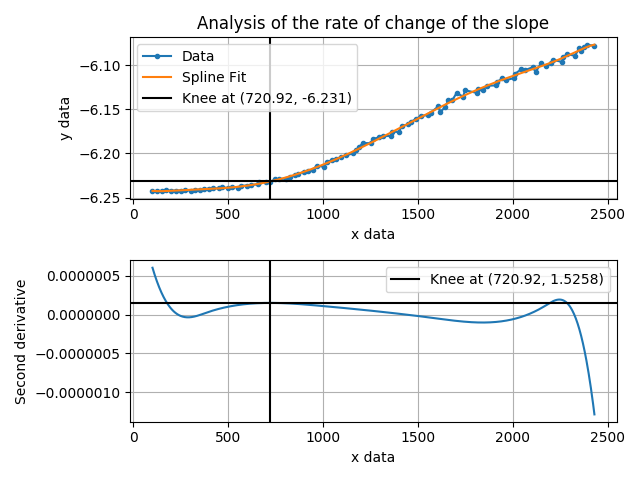 Analysis of the rate of change of the slope
Data
Spline Fit
Knee at (720.92, -6.231)
y data
−6.10
−6.15
−6.20
−6.25
0 500 1000 1500 2000 2500
x data
Knee at (720.92, 1.5258)
Second derivative
0.0000005
0.0000000
−0.0000005
−0.0000010
0 500 1000 1500 2000 2500
x data